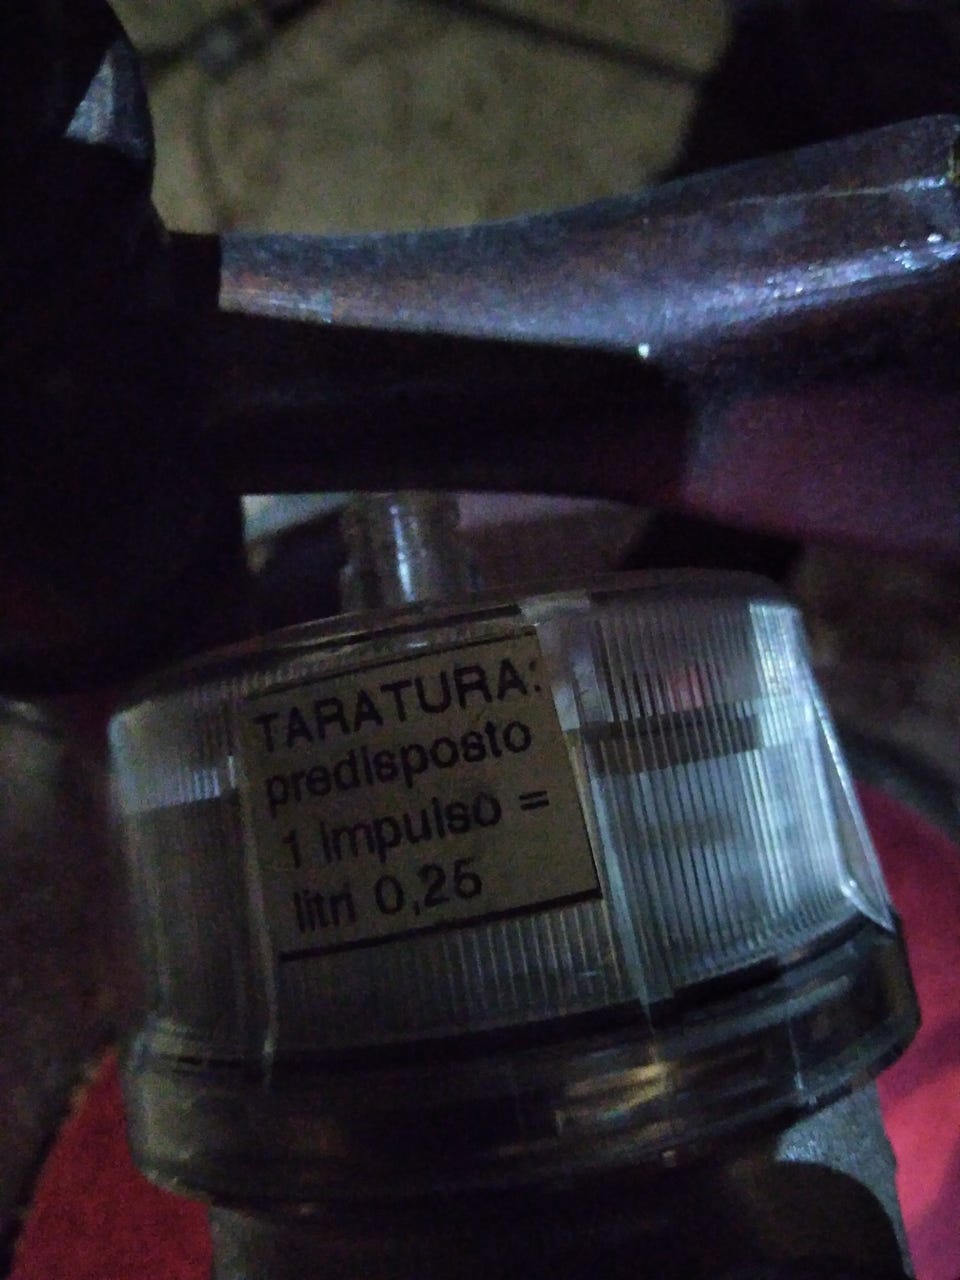 TARATURA:
predisposto
1 impulso =
litri 0,25